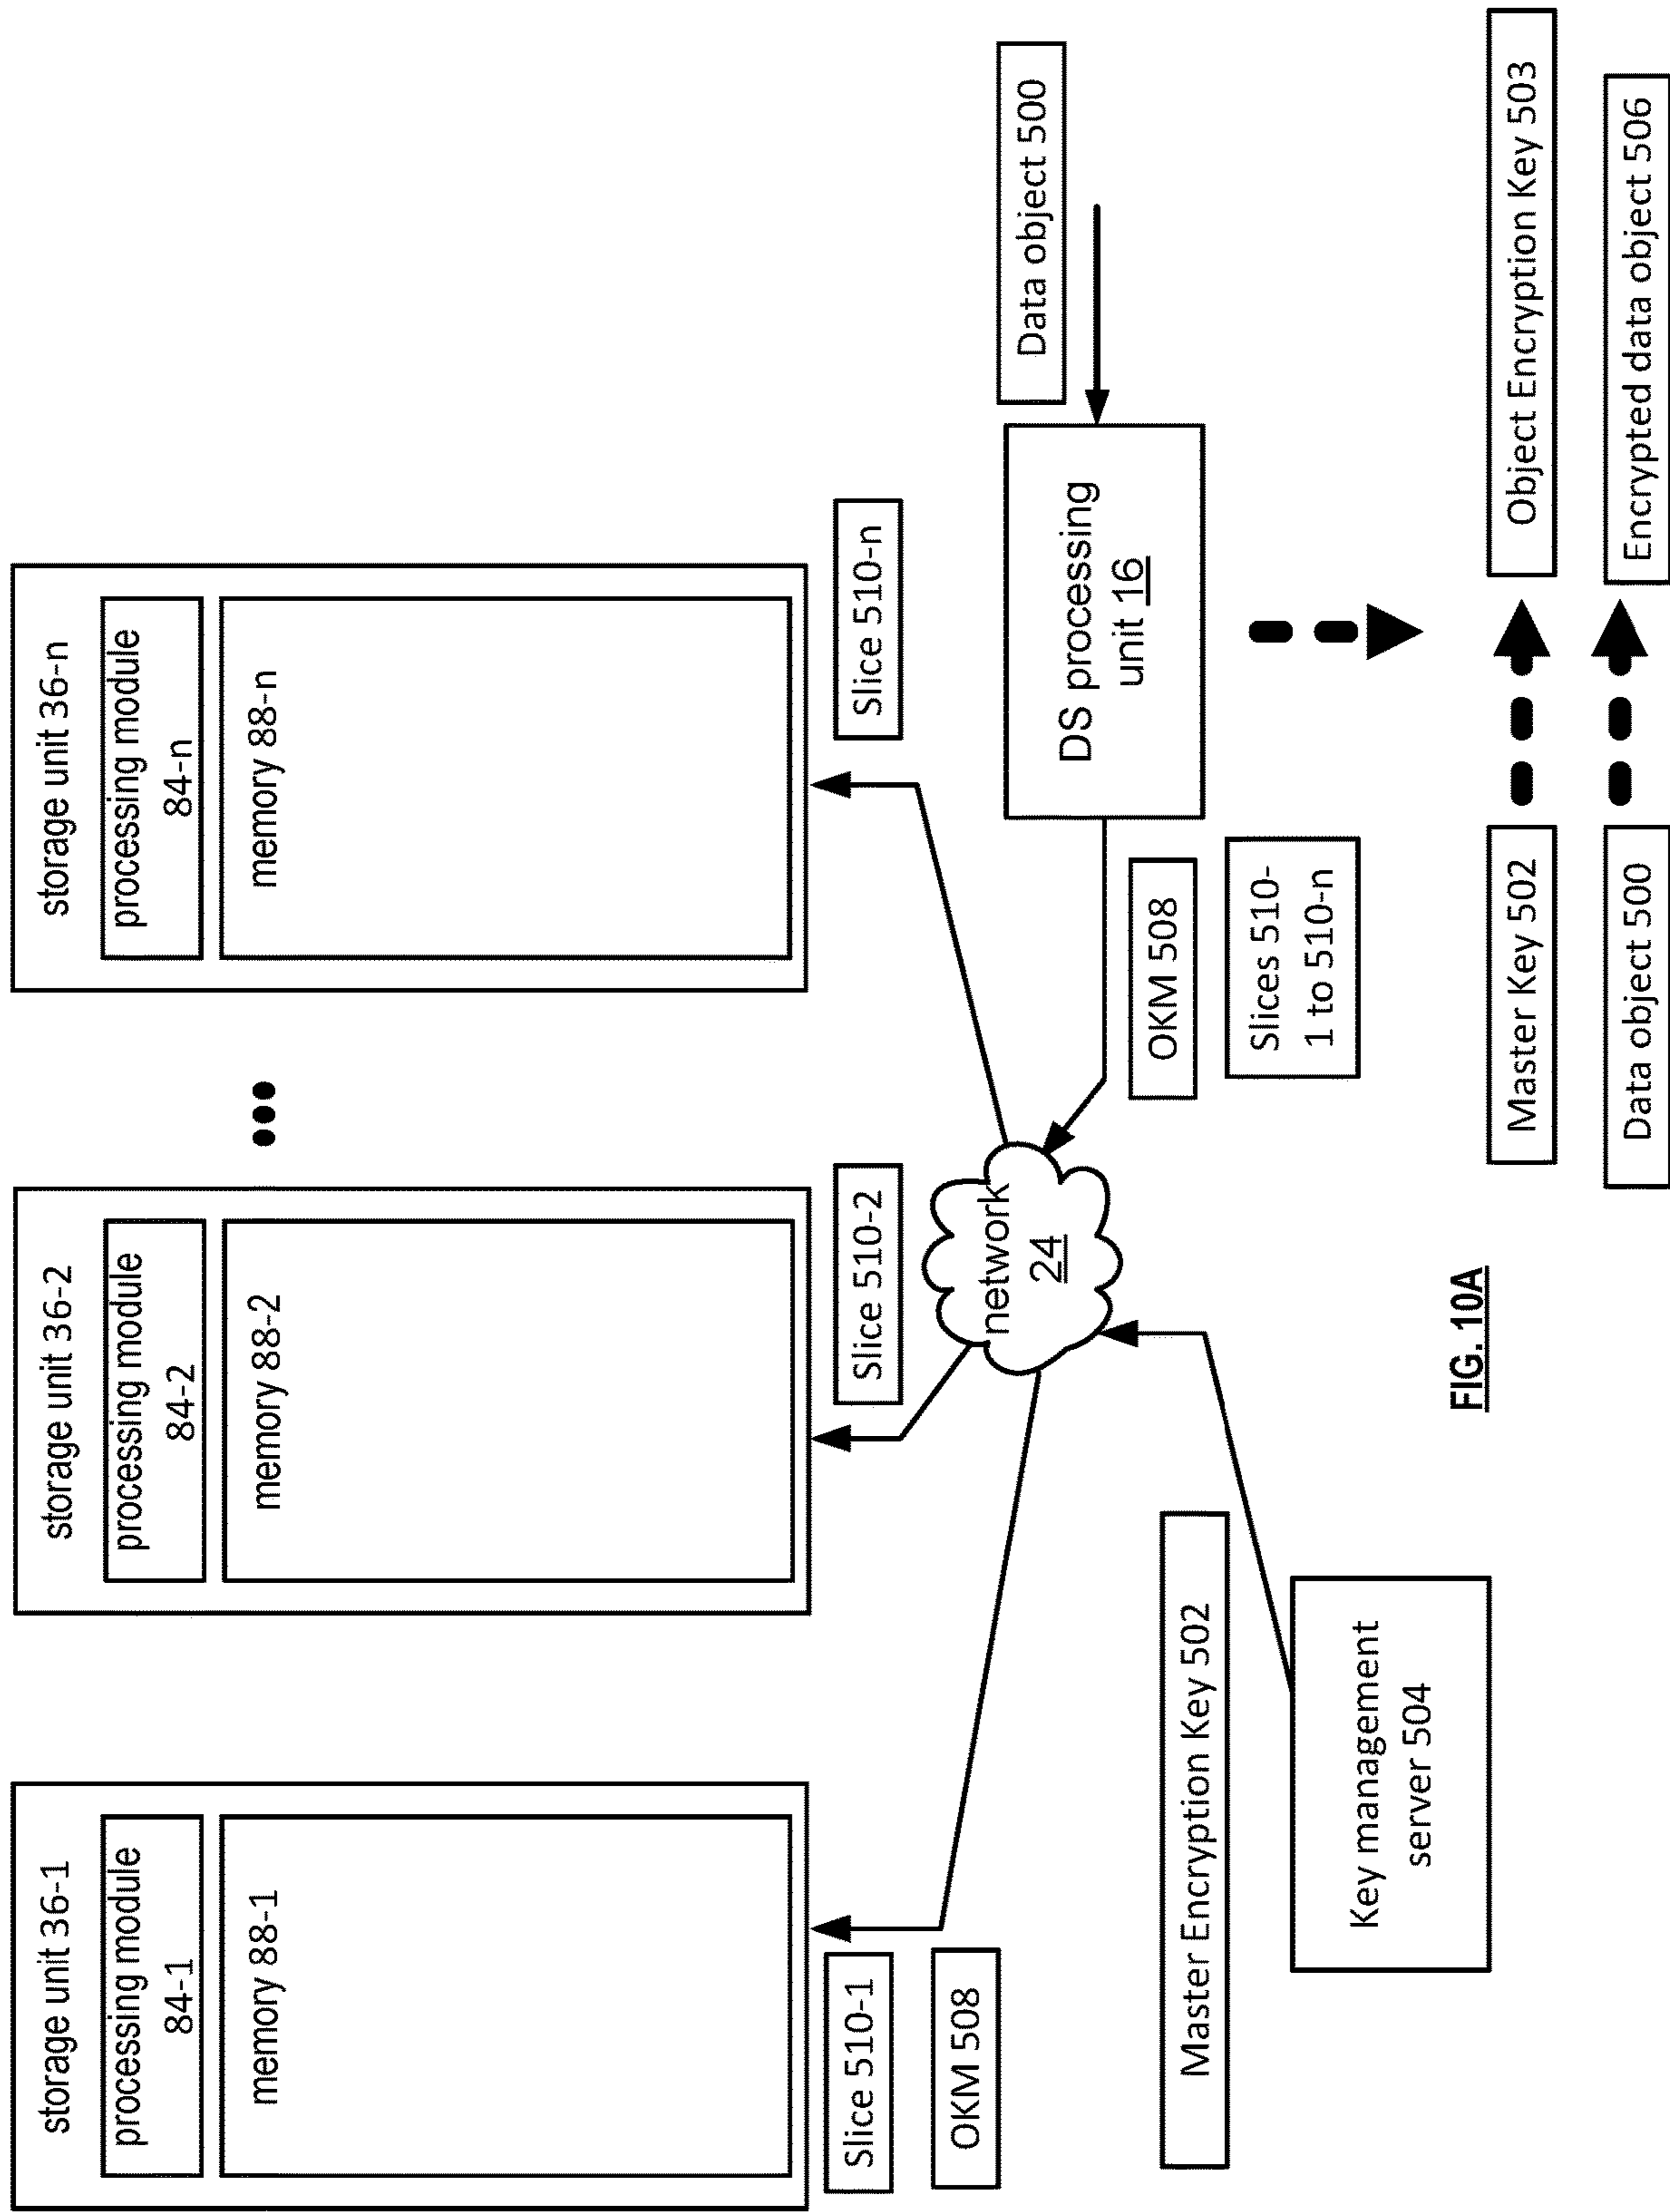 storage unit 36-1
processing module
84-1
memory 88-1
storage unit 36-2
processing module
84-2
memory 88-2
●●●
storage unit 36-n
processing module
84-n
memory 88-n
Slice 510-1
OKM 508
Slice 510-2
Slice 510-n
network
24
Data object 500
DS processing
unit 16
OKM 508
Slices 510-
1 to 510-n
Master Encryption Key 502
Key management
server 504
Master Key 502
Object Encryption Key 503
Data object 500
Encrypted data object 506
FIG. 10A